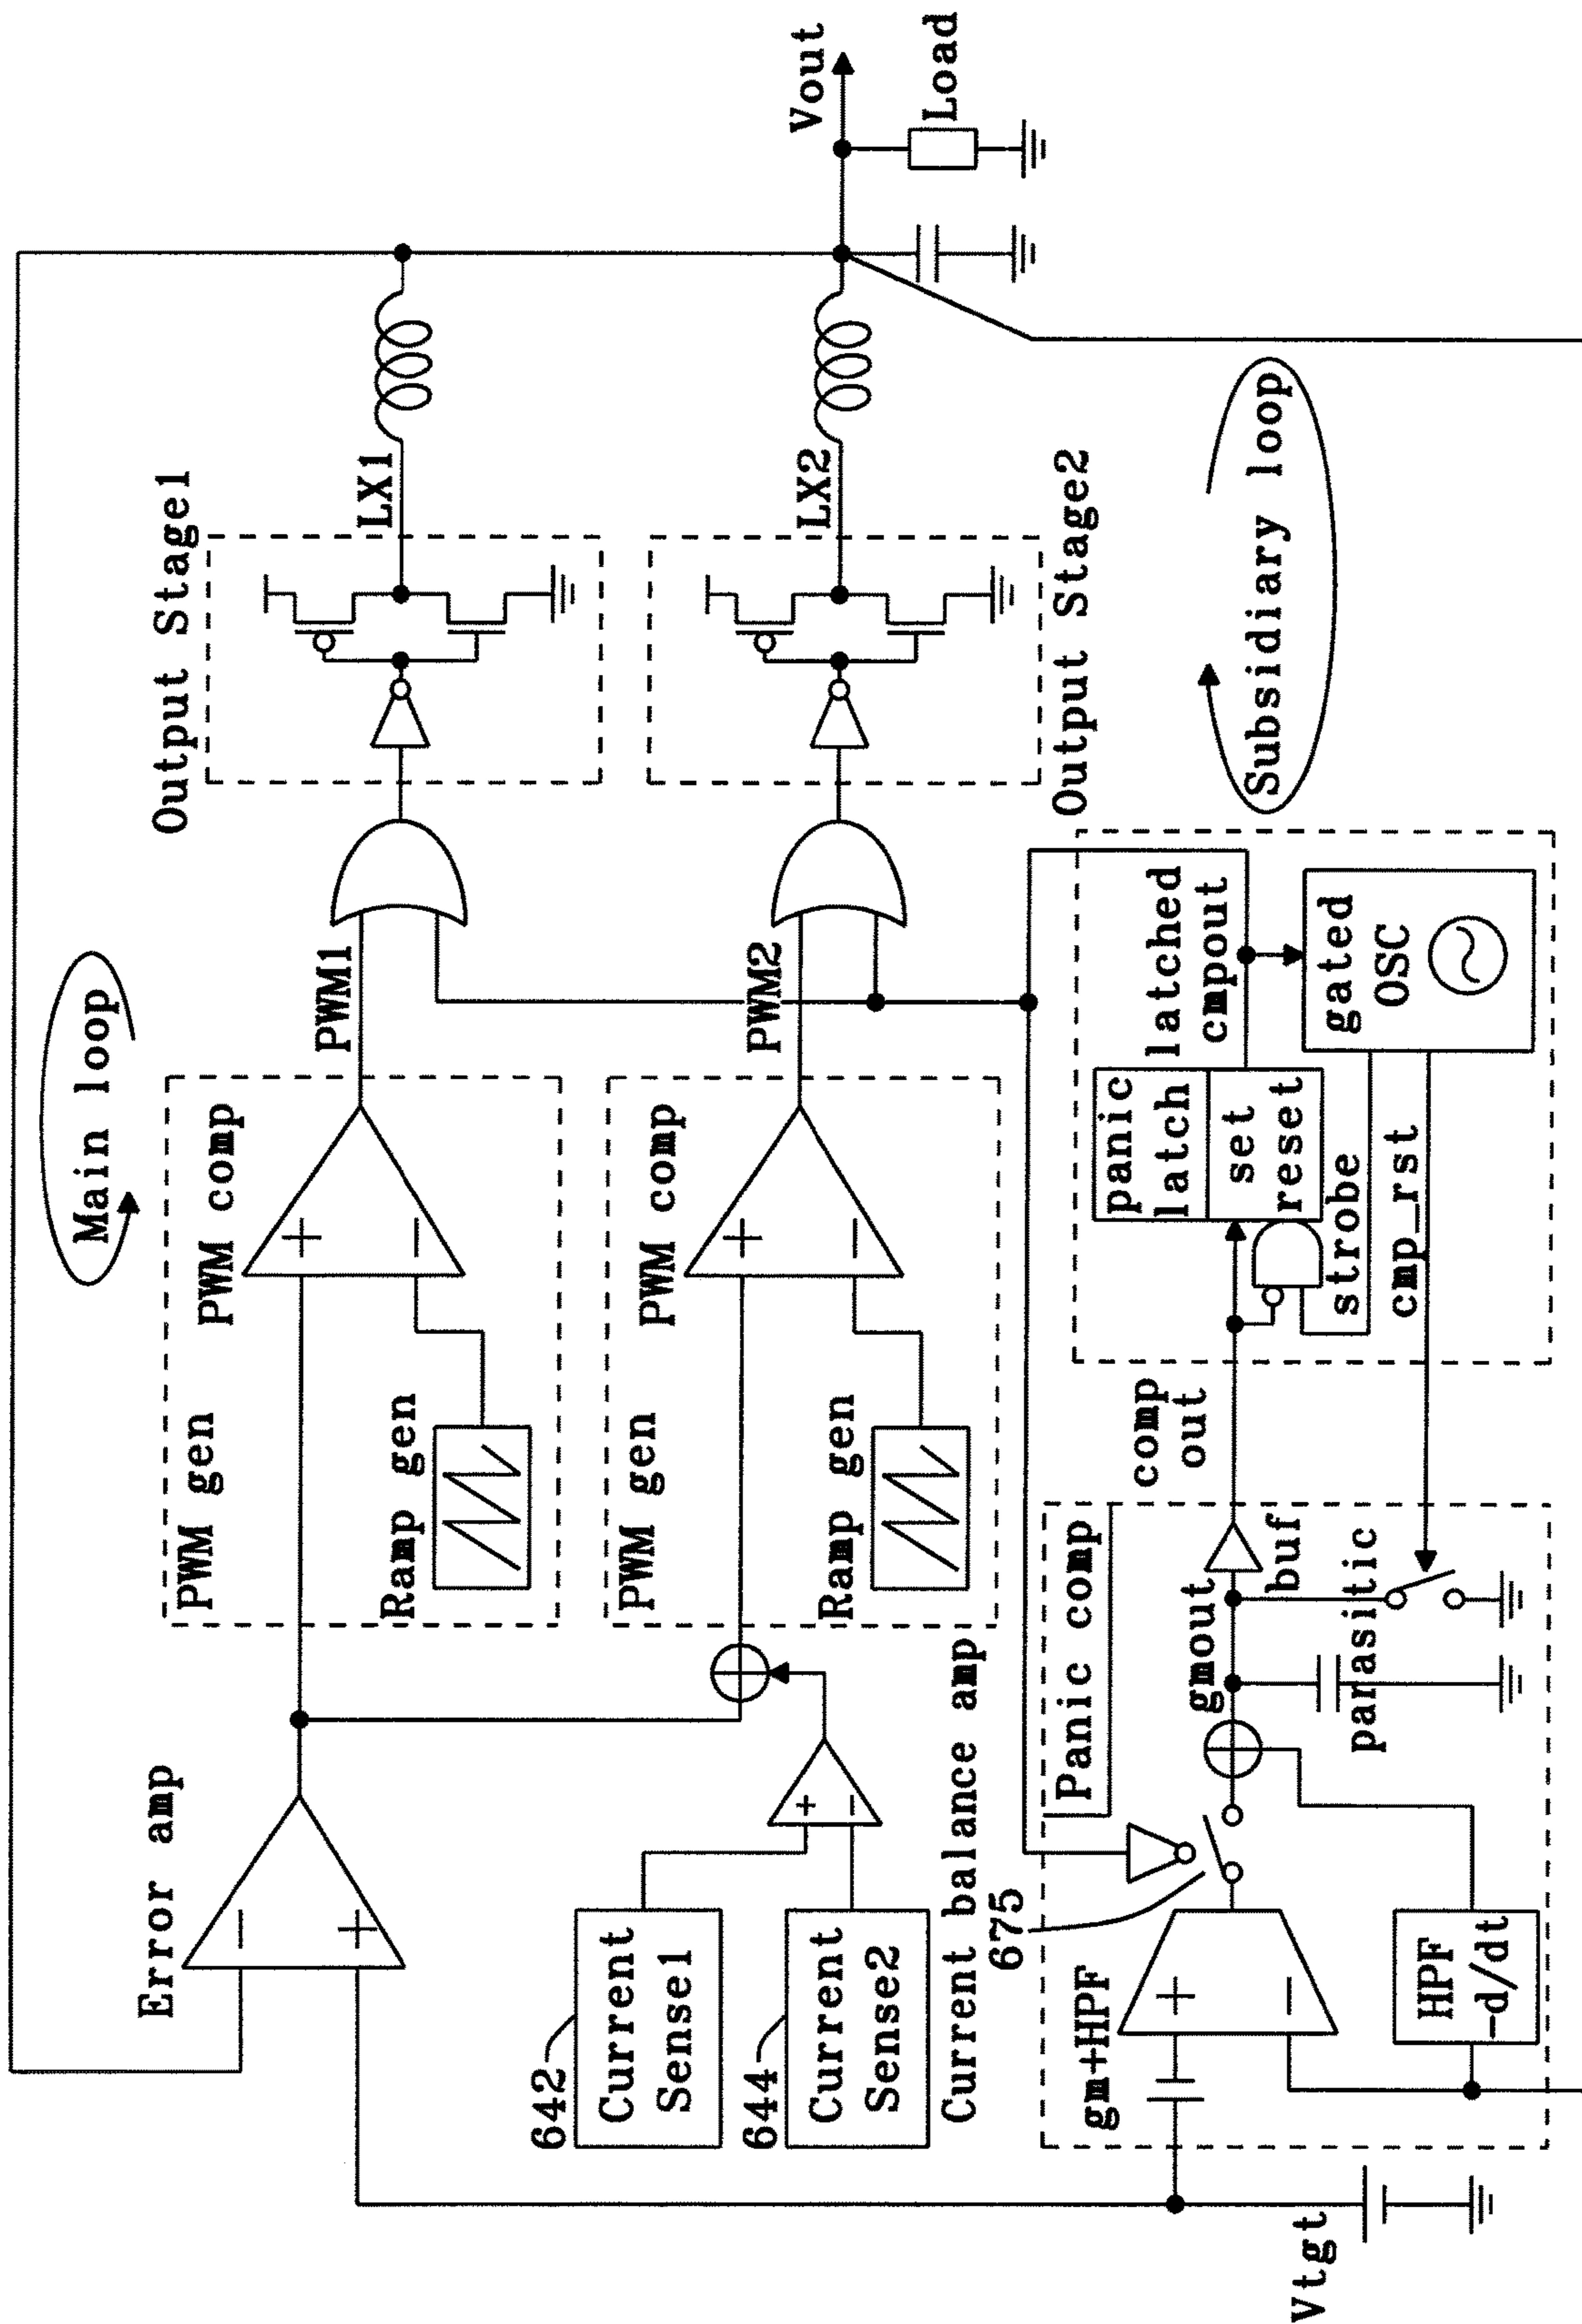 Main loop
Output Stage1
Error amp
PWM gen
PWM comp
Ramp gen
PWM1
LX1
642
Current
Sense1
644
Current
Sense2
Current balance amp
PWM gen
PWM comp
Ramp gen
PWM2
LX2
Output Stage2
Vout
Load
Vtgt
675
gm+HPF
HPF
-d/dt
Panic comp
gmout
buf
parasitic
comp
out
panic
latch
set
reset
latched
cmpout
strobe
cmp_rst
gated
OSC
Subsidiary loop
+
−
+
−
+
−
+
−
+
−